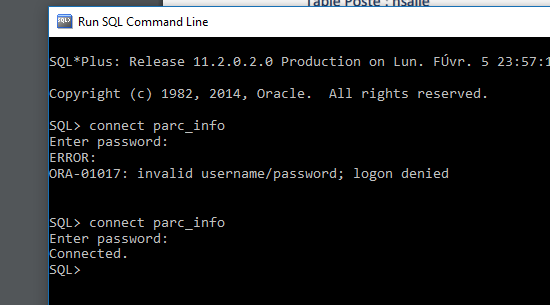 Table Poste : nsalle
Run SQL Command Line
SQL*Plus: Release 11.2.0.2.0 Production on Lun. FÚvr. 5 23:57:1
Copyright (c) 1982, 2014, Oracle.  All rights reserved.
SQL> connect parc_info
Enter password:
ERROR:
ORA-01017: invalid username/password; logon denied
SQL> connect parc_info
Enter password:
Connected.
SQL>